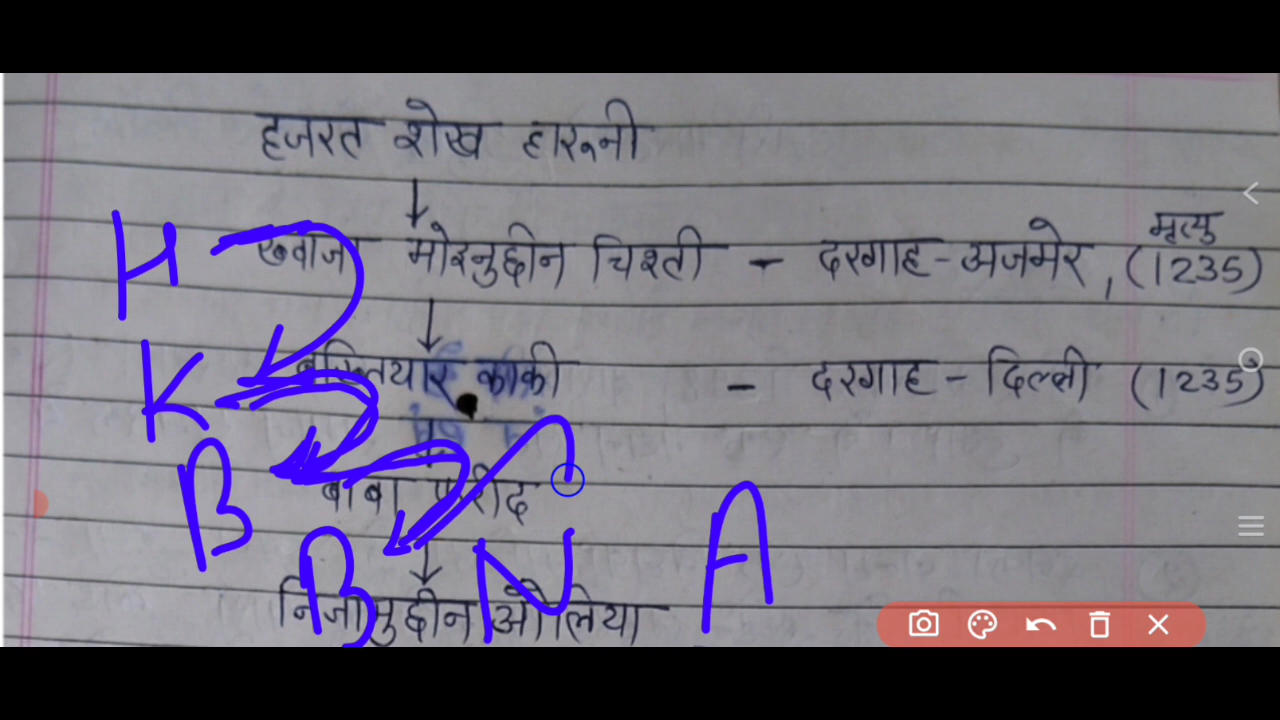 हजरत शेख हारूनी
मृत्यु
H ख्वाजा मोइनुद्दीन चिश्ती - दरगाह - अजमेर, (1235)
K बख्तियार काकी - दरगाह - दिल्ली (1235)
B बाबा फरीद
B N A
निजामुद्दीन औलिया